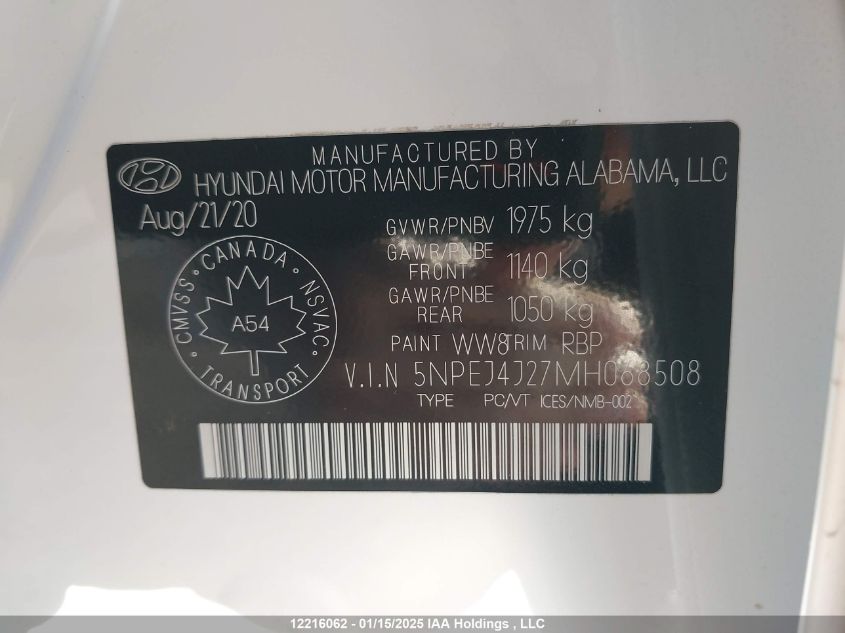 MANUFACTURED BY
HYUNDAI MOTOR MANUFACTURING ALABAMA, LLC
Aug/21/20
GVWR/PNBV 1975 kg
GAWR/PNBE FRONT 1140 kg
GAWR/PNBE REAR 1050 kg
CMVSS • CANADA • NSVAC
A54
TRANSPORT
PAINT WW8 TRIM RBP
V.I.N 5NPEJ4J27MH068508
TYPE PC/VT ICES/NMB-002
12216062 - 01/15/2025 IAA Holdings , LLC